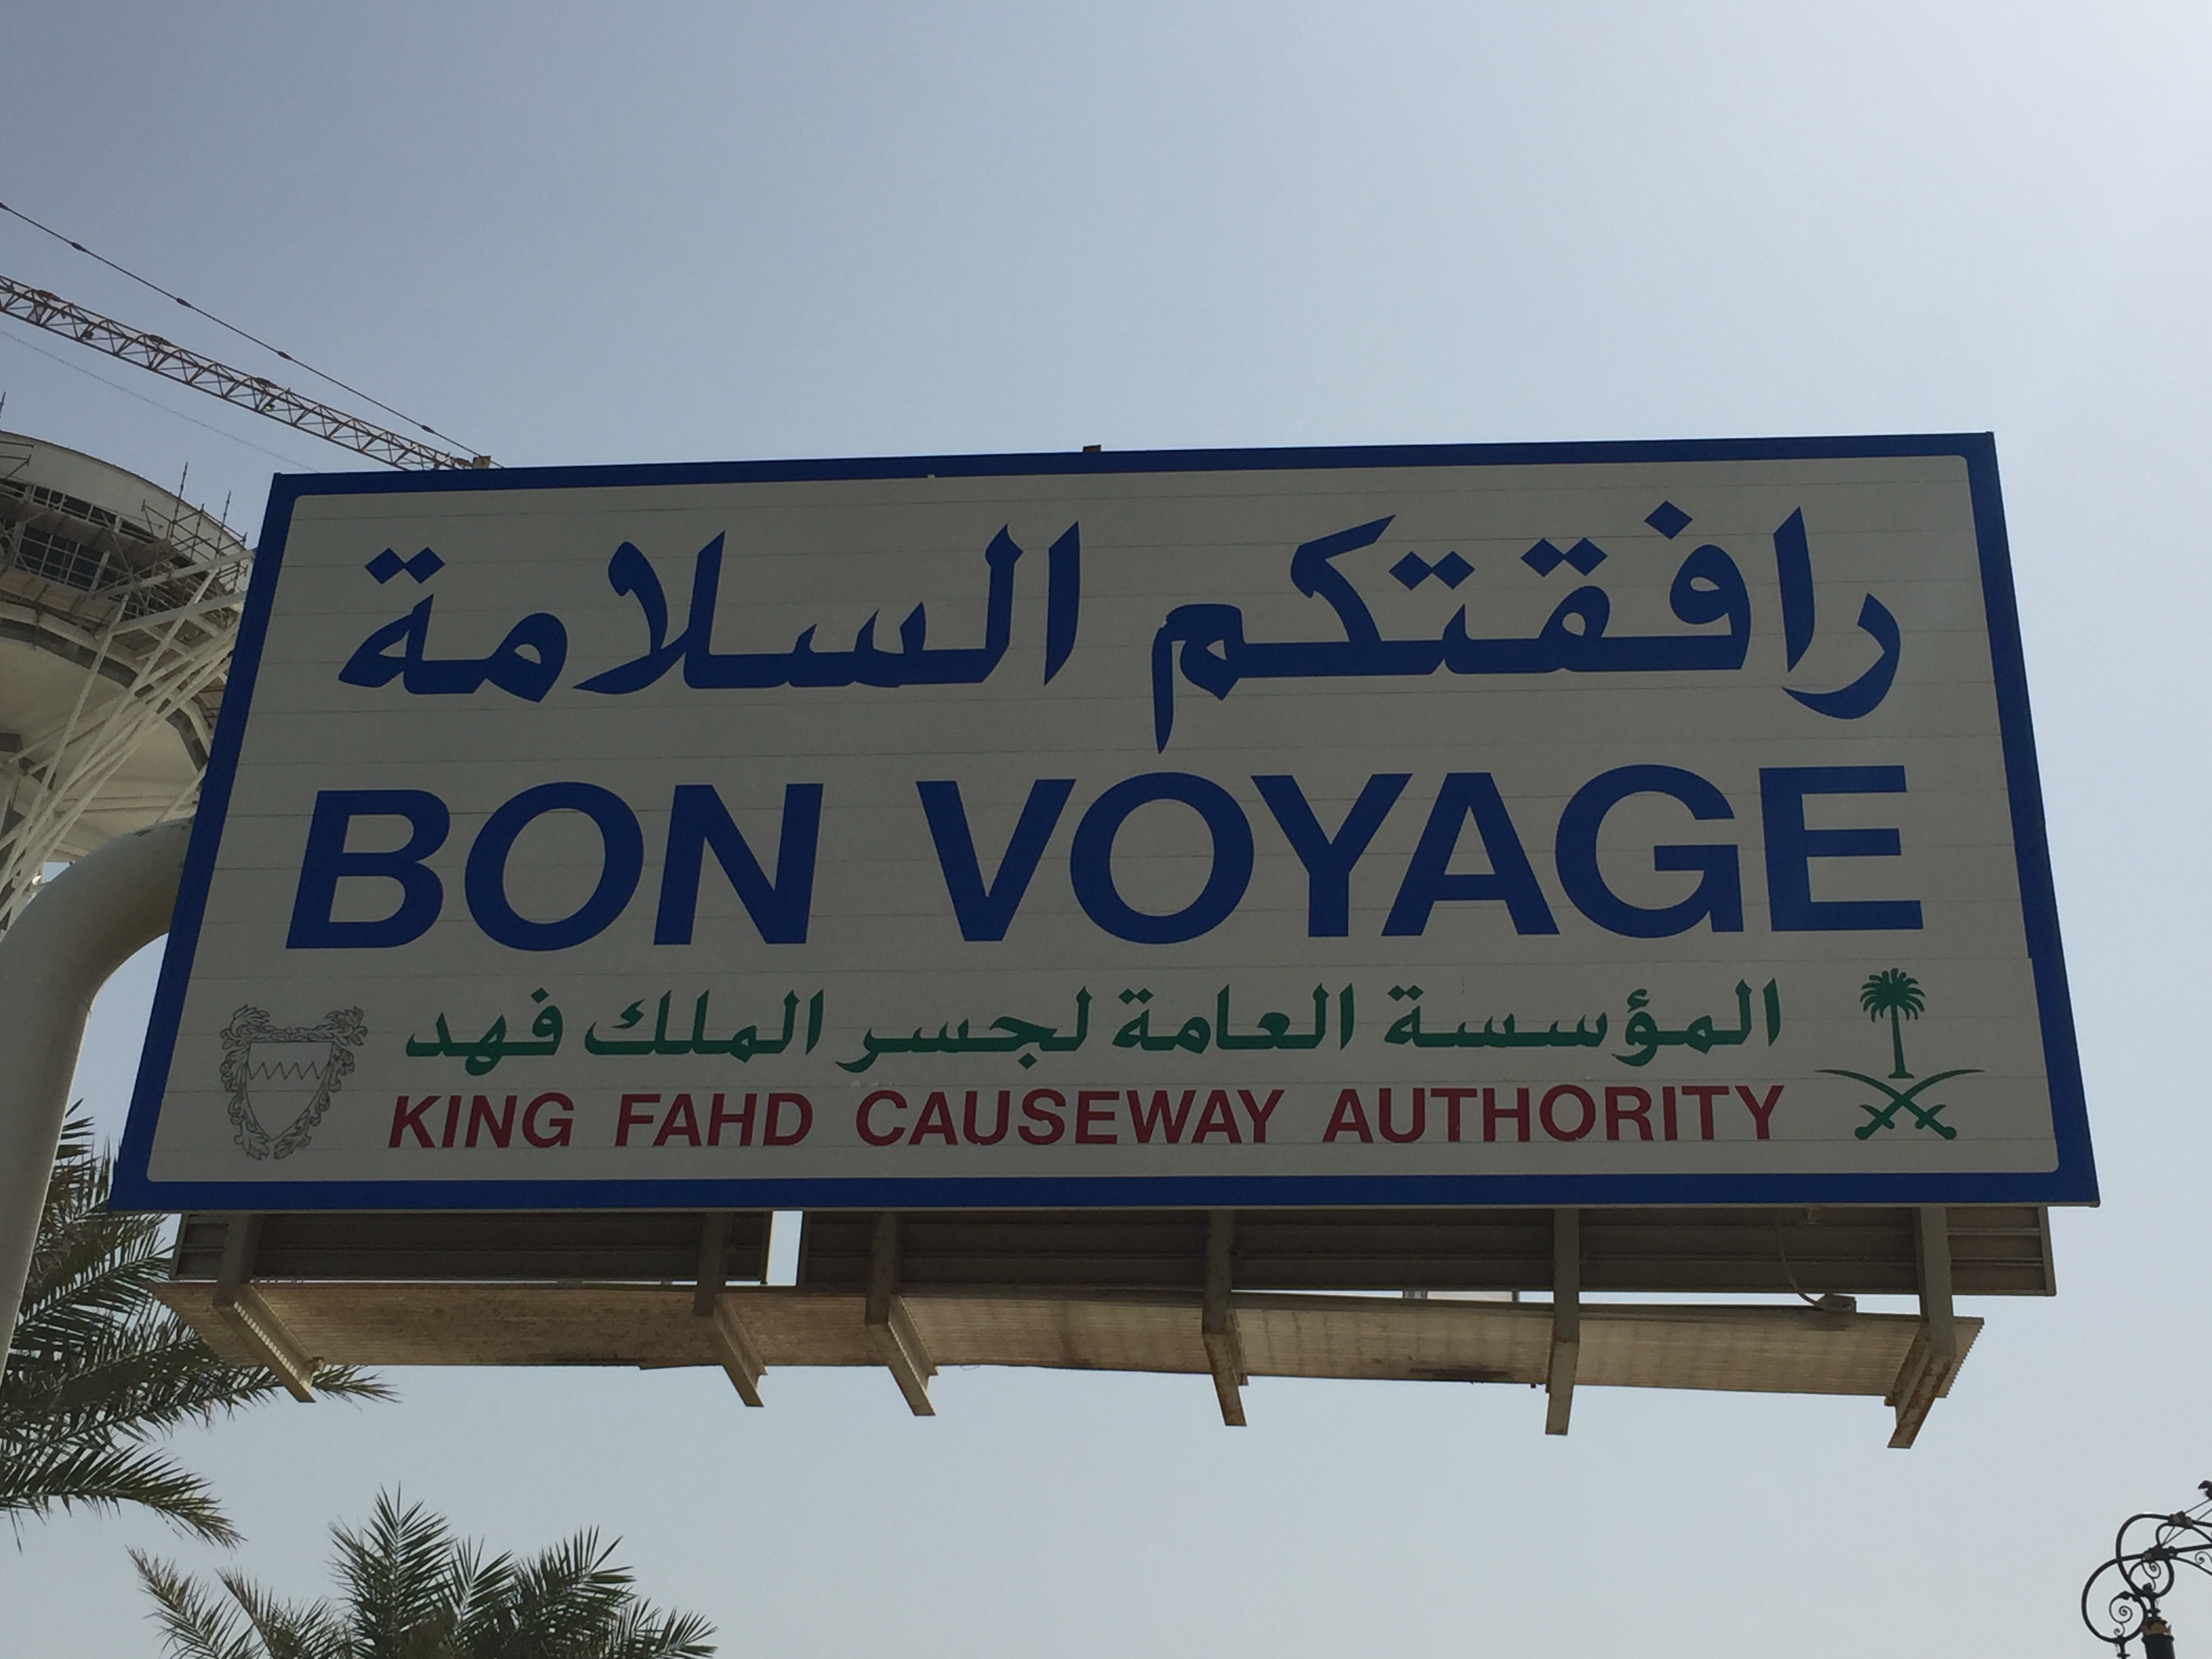 رافقتكم السلامة
BON VOYAGE
المؤسسة العامة لجسر الملك فهد
KING FAHD CAUSEWAY AUTHORITY